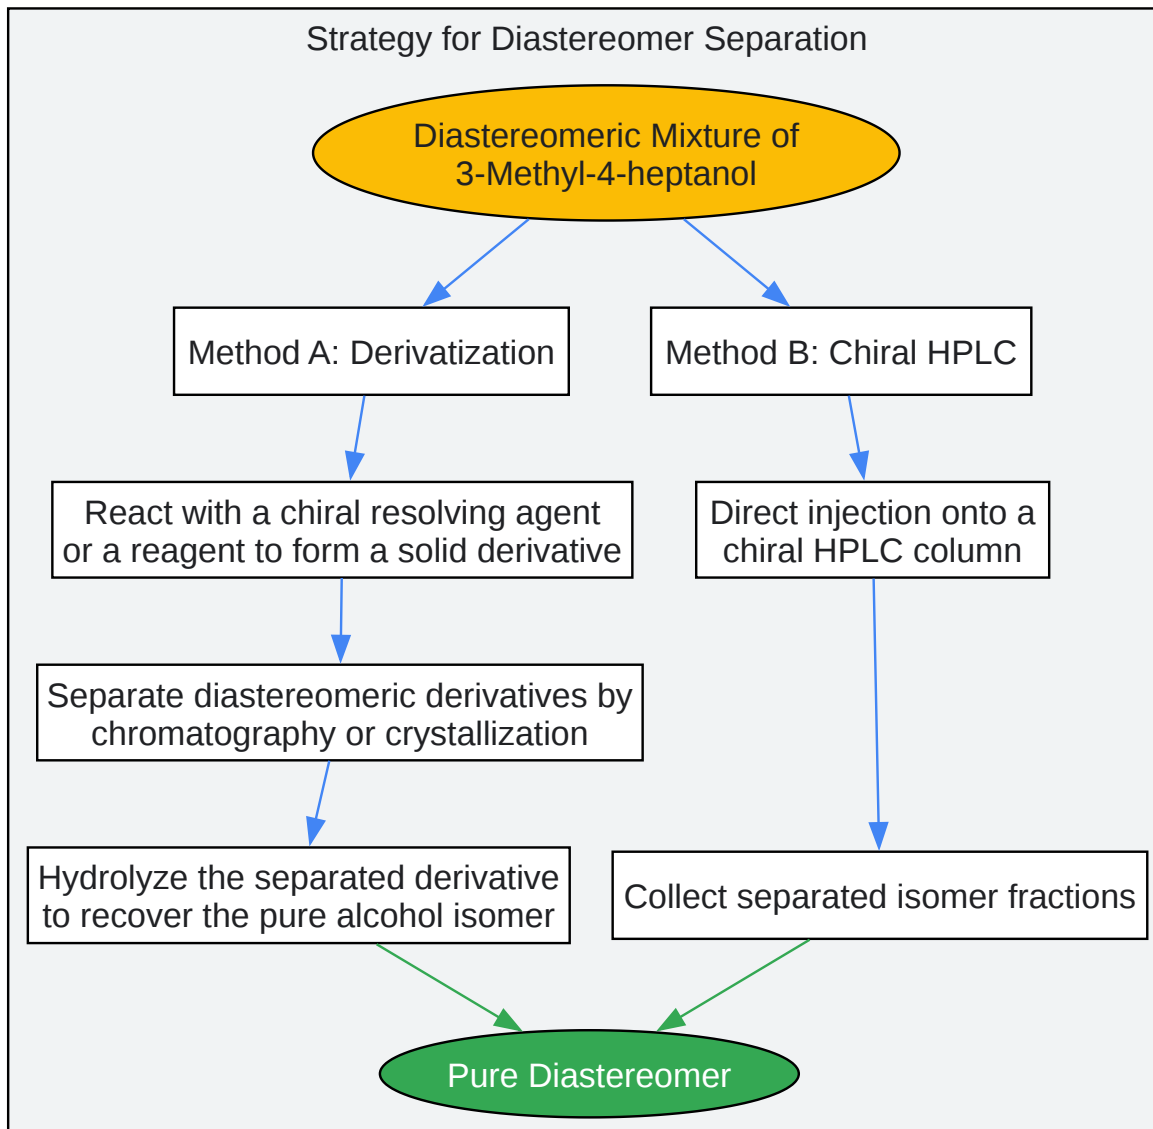 Strategy for Diastereomer Separation
Diastereomeric Mixture of
3-Methyl-4-heptanol
Method A: Derivatization
Method B: Chiral HPLC
React with a chiral resolving agent
or a reagent to form a solid derivative
Direct injection onto a
chiral HPLC column
Separate diastereomeric derivatives by
chromatography or crystallization
Hydrolyze the separated derivative
to recover the pure alcohol isomer
Collect separated isomer fractions
Pure Diastereomer